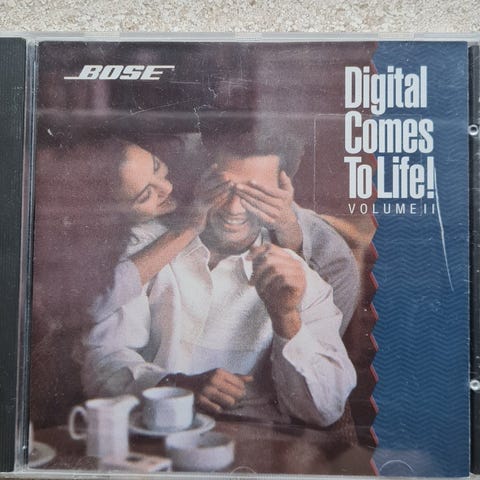 BOSE
Digital
Comes
To Life!
VOLUME II